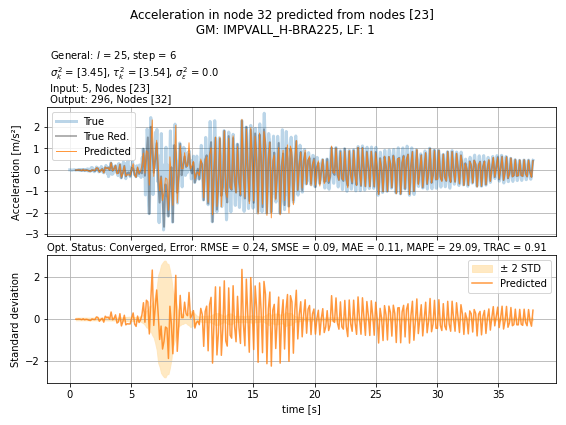 Acceleration in node 32 predicted from nodes [23]
GM: IMPVALL_H-BRA225, LF: 1
General: l = 25, step = 6
σ²ₖ = [3.45], τ²ₖ = [3.54], σ²ε = 0.0
Input: 5, Nodes [23]
Output: 296, Nodes [32]
True
True Red.
Predicted
Acceleration [m/s²]
2
1
0
−1
−2
−3
Opt. Status: Converged, Error: RMSE = 0.24, SMSE = 0.09, MAE = 0.11, MAPE = 29.09, TRAC = 0.91
± 2 STD
Predicted
Standard deviation
2
0
−2
0 5 10 15 20 25 30 35
time [s]